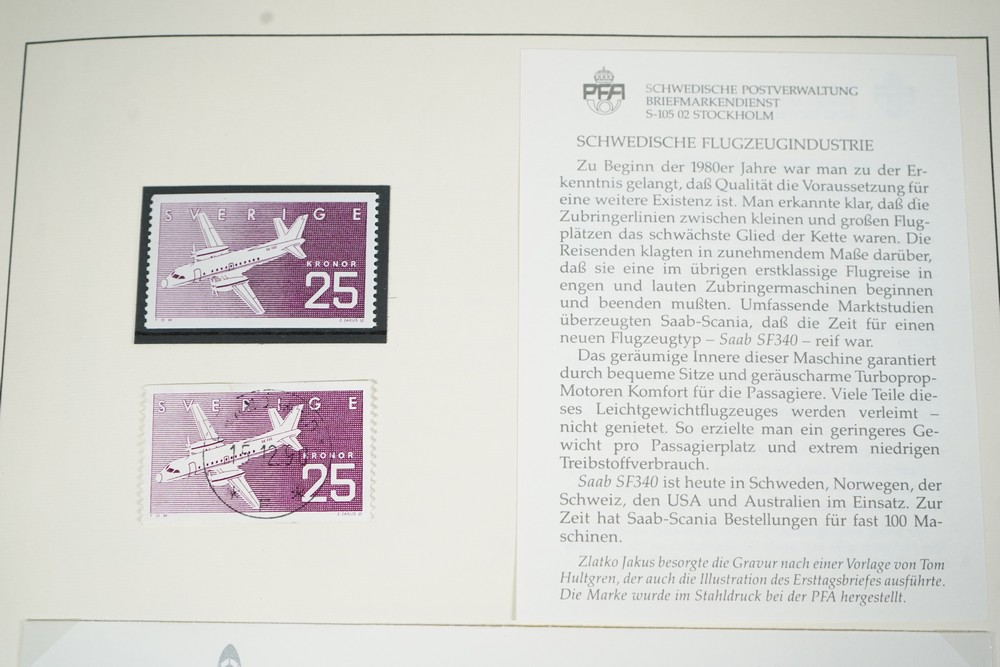 SVERIGE
KRONOR
25
SVERIGE
KRONOR
25
15.12.9
PFA
SCHWEDISCHE POSTVERWALTUNG
BRIEFMARKENDIENST
S-105 02 STOCKHOLM
SCHWEDISCHE FLUGZEUGINDUSTRIE
Zu Beginn der 1980er Jahre war man zu der Er-
kenntnis gelangt, daß Qualität die Voraussetzung für
eine weitere Existenz ist. Man erkannte klar, daß die
Zubringerlinien zwischen kleinen und großen Flug-
plätzen das schwächste Glied der Kette waren. Die
Reisenden klagten in zunehmendem Maße darüber,
daß sie eine im übrigen erstklassige Flugreise in
engen und lauten Zubringermaschinen beginnen
und beenden mußten. Umfassende Marktstudien
überzeugten Saab-Scania, daß die Zeit für einen
neuen Flugzeugtyp – Saab SF340 – reif war.
Das geräumige Innere dieser Maschine garantiert
durch bequeme Sitze und geräuscharme Turboprop-
Motoren Komfort für die Passagiere. Viele Teile die-
ses Leichtgewichtflugzeuges werden verleimt –
nicht genietet. So erzielte man ein geringeres Ge-
wicht pro Passagierplatz und extrem niedrigen
Treibstoffverbrauch.
Saab SF340 ist heute in Schweden, Norwegen, der
Schweiz, den USA und Australien im Einsatz. Zur
Zeit hat Saab-Scania Bestellungen für fast 100 Ma-
schinen.
Zlatko Jakus besorgte die Gravur nach einer Vorlage von Tom
Hultgren, der auch die Illustration des Ersttagsbriefes ausführte.
Die Marke wurde im Stahldruck bei der PFA hergestellt.